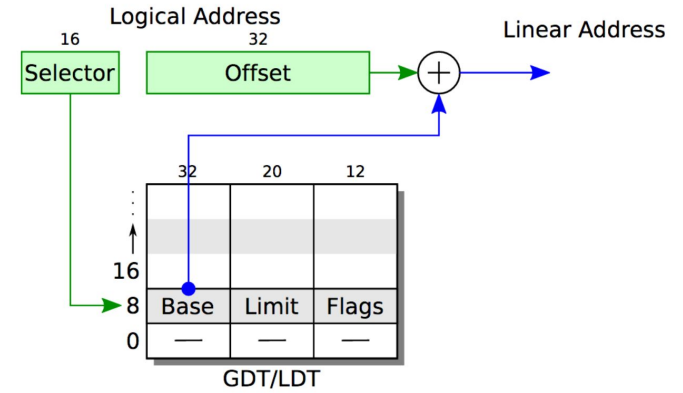 Logical Address
Linear Address
16
32
Selector
Offset
32
20
12
16
8
Base
Limit
Flags
0
GDT/LDT